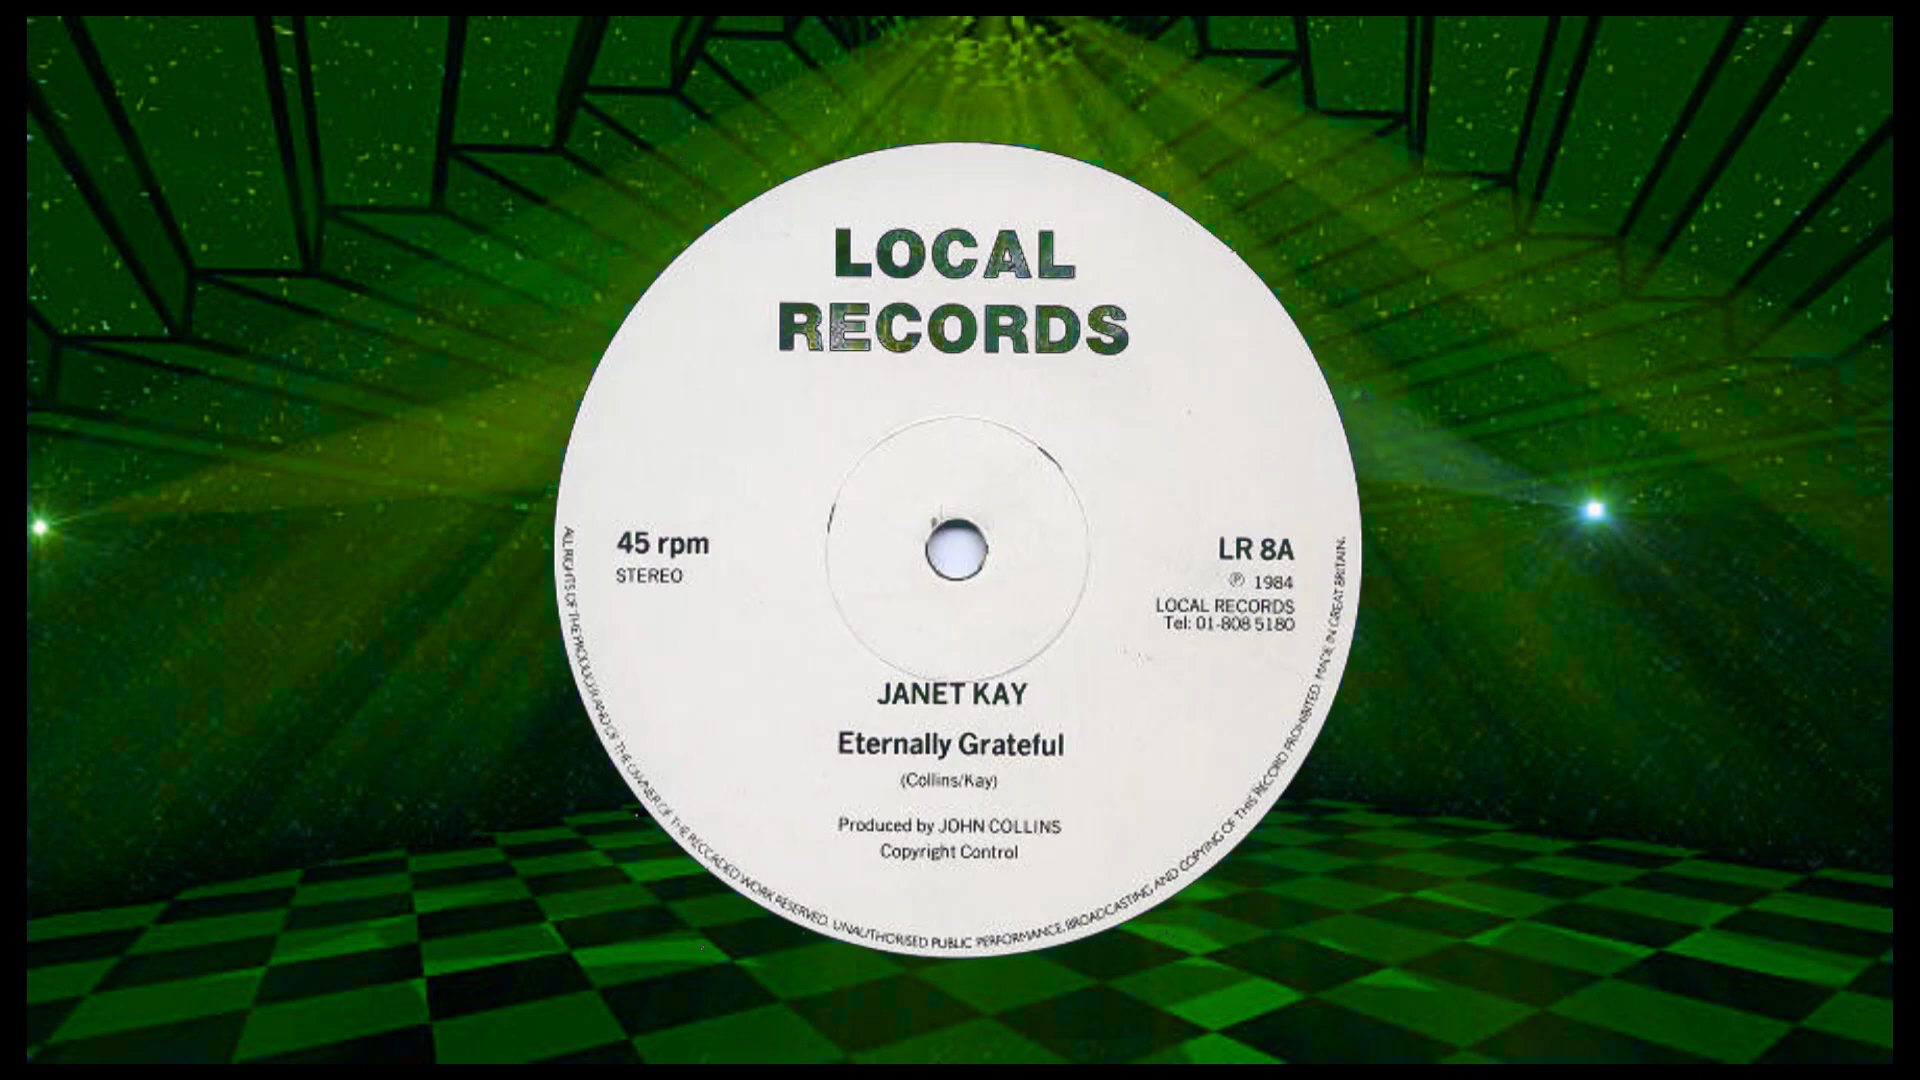 LOCAL
RECORDS
45 rpm
STEREO
LR 8A
℗ 1984
LOCAL RECORDS
Tel: 01-808 5180
JANET KAY
Eternally Grateful
(Collins/Kay)
Produced by JOHN COLLINS
Copyright Control
ALL RIGHTS OF THE PRODUCER AND OF THE OWNER OF THE RECORDED WORK RESERVED. UNAUTHORISED PUBLIC PERFORMANCE, BROADCASTING AND COPYING OF THIS RECORD PROHIBITED. MADE IN GREAT BRITAIN.